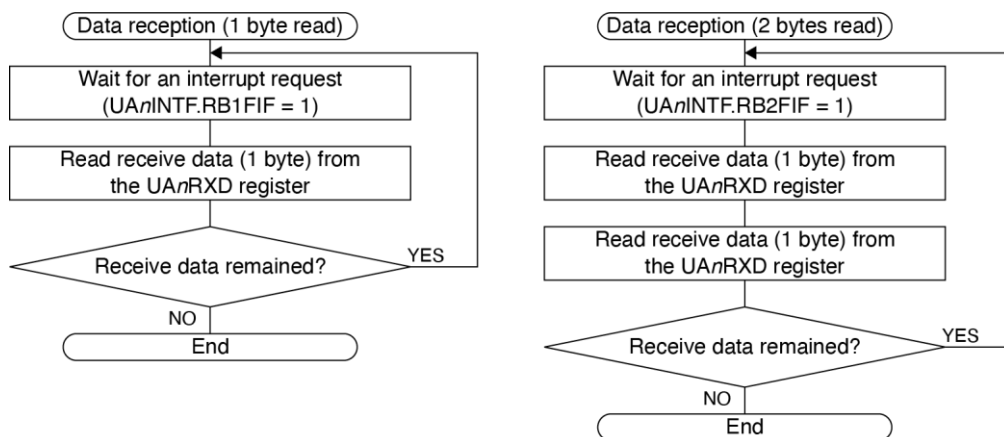 Data reception (1 byte read)
Wait for an interrupt request
(UAnINTF.RB1FIF = 1)
Read receive data (1 byte) from
the UAnRXD register
Receive data remained?
YES
NO
End
Data reception (2 bytes read)
Wait for an interrupt request
(UAnINTF.RB2FIF = 1)
Read receive data (1 byte) from
the UAnRXD register
Read receive data (1 byte) from
the UAnRXD register
Receive data remained?
YES
NO
End